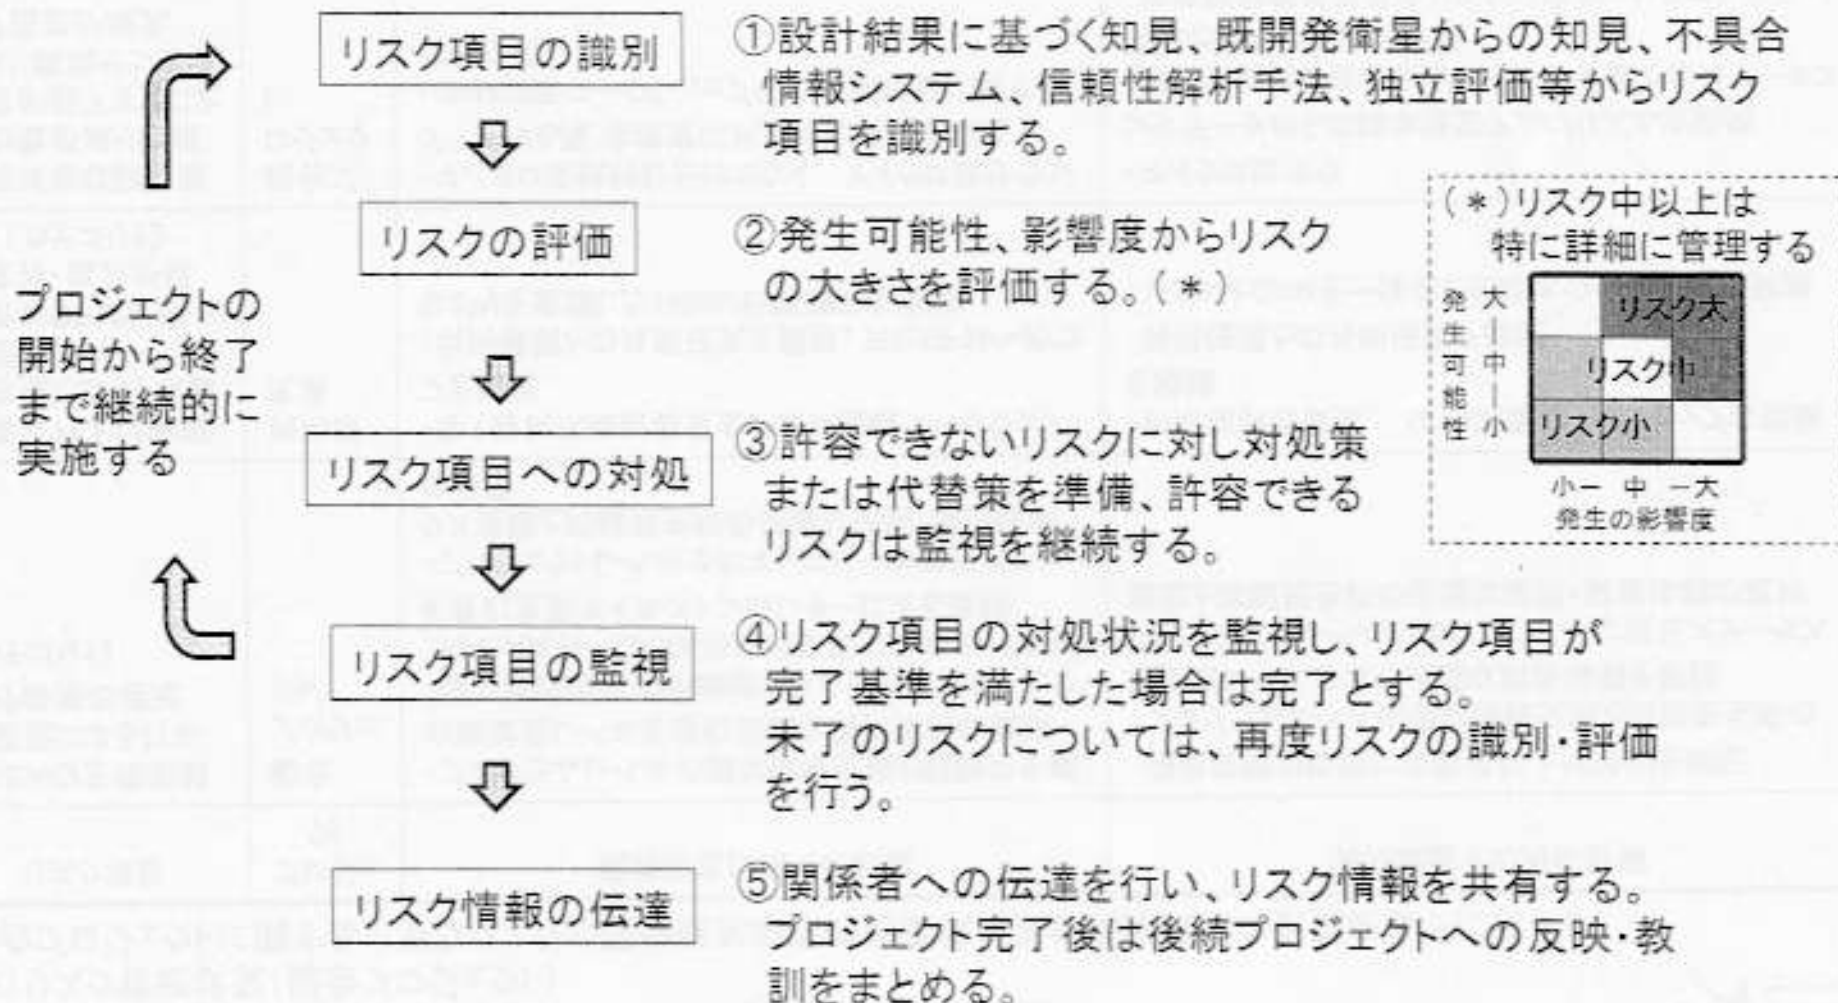 リスク項目の識別
①設計結果に基づく知見、既開発衛星からの知見、不具合
情報システム、信頼性解析手法、独立評価等からリスク
項目を識別する。
リスクの評価
②発生可能性、影響度からリスク
の大きさを評価する。(＊)
(＊)リスク中以上は
特に詳細に管理する
発生可能性
大ー中ー小
リスク大
リスク中
リスク小
小ー 中 ー大
発生の影響度
プロジェクトの
開始から終了
まで継続的に
実施する
リスク項目への対処
③許容できないリスクに対し対処策
または代替策を準備、許容できる
リスクは監視を継続する。
リスク項目の監視
④リスク項目の対処状況を監視し、リスク項目が
完了基準を満たした場合は完了とする。
未了のリスクについては、再度リスクの識別・評価
を行う。
リスク情報の伝達
⑤関係者への伝達を行い、リスク情報を共有する。
プロジェクト完了後は後続プロジェクトへの反映・教
訓をまとめる。